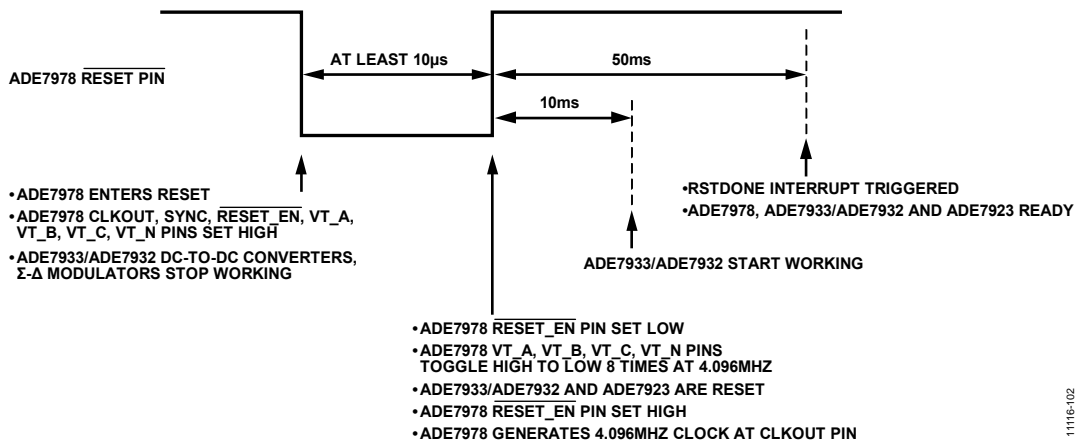 AT LEAST 10µs
50ms
ADE7978 RESET PIN
10ms
•ADE7978 ENTERS RESET
•ADE7978 CLKOUT, SYNC, RESET_EN, VT_A,
VT_B, VT_C, VT_N PINS SET HIGH
•ADE7933/ADE7932 DC-TO-DC CONVERTERS,
Σ-Δ MODULATORS STOP WORKING
•RSTDONE INTERRUPT TRIGGERED
•ADE7978, ADE7933/ADE7932 AND ADE7923 READY
ADE7933/ADE7932 START WORKING
•ADE7978 RESET_EN PIN SET LOW
•ADE7978 VT_A, VT_B, VT_C, VT_N PINS
TOGGLE HIGH TO LOW 8 TIMES AT 4.096MHZ
•ADE7933/ADE7932 AND ADE7923 ARE RESET
•ADE7978 RESET_EN PIN SET HIGH
•ADE7978 GENERATES 4.096MHZ CLOCK AT CLKOUT PIN
11116-102